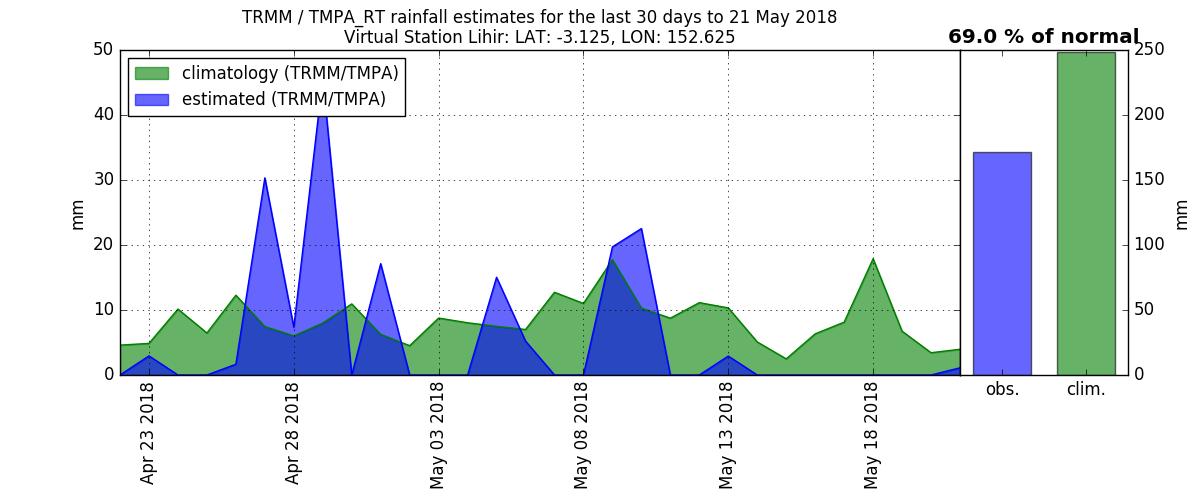 TRMM / TMPA_RT rainfall estimates for the last 30 days to 21 May 2018
Virtual Station Lihir: LAT: -3.125, LON: 152.625
69.0 % of normal
climatology (TRMM/TMPA)
estimated (TRMM/TMPA)
50
40
30
20
10
0
mm
Apr 23 2018
Apr 28 2018
May 03 2018
May 08 2018
May 13 2018
May 18 2018
250
200
150
100
50
0
mm
obs.
clim.